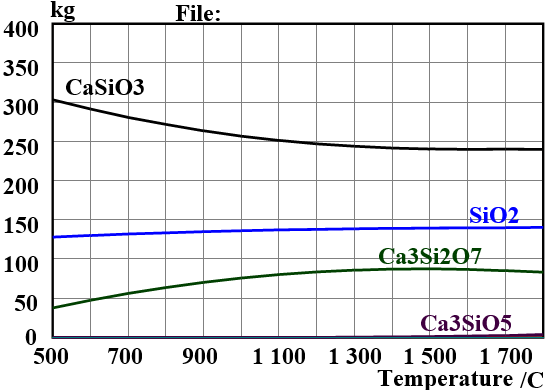 kg
File:
400
350
300
250
200
150
100
50
0
CaSiO3
SiO2
Ca3Si2O7
Ca3SiO5
500 700 900 1 100 1 300 1 500 1 700
Temperature /C